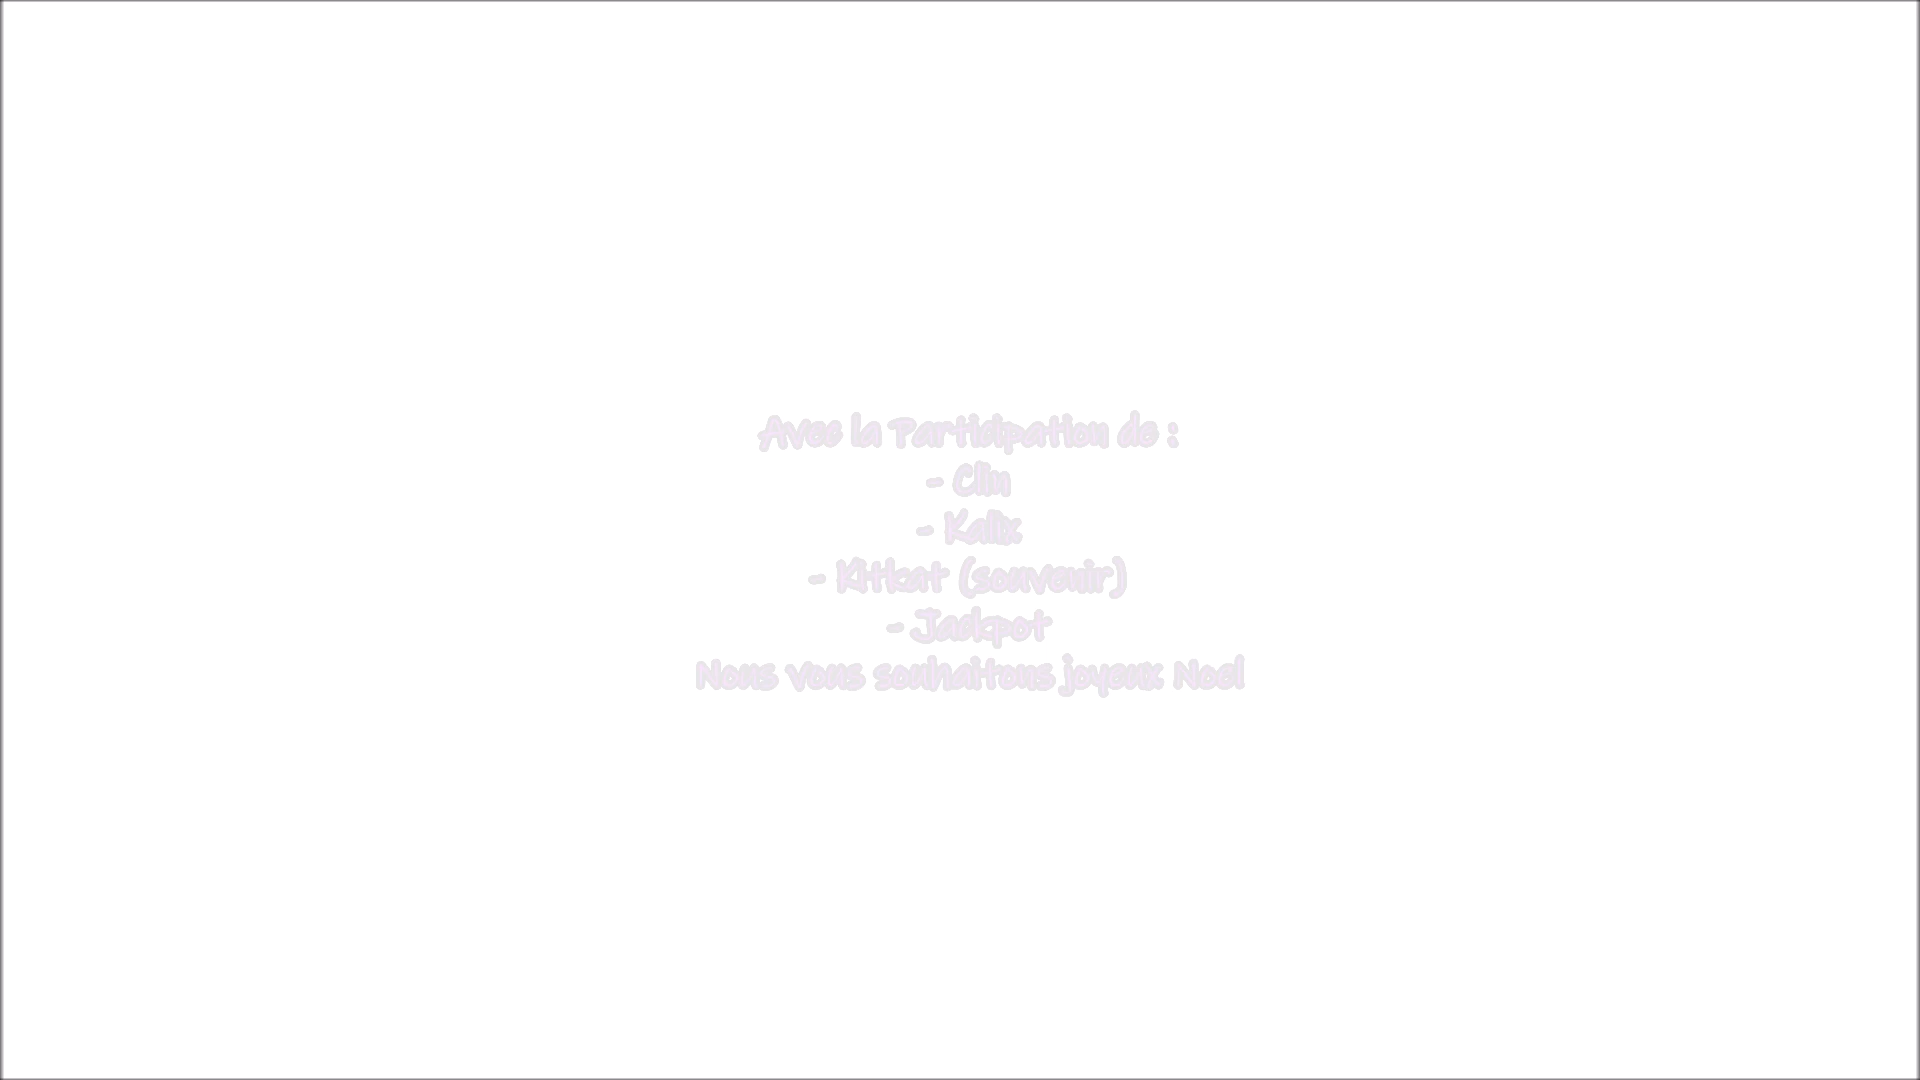 Avec la Participation de :
- Clin
- Kalix
- Kitkat (souvenir)
- Jackpot
Nous vous souhaitons joyeux Noel